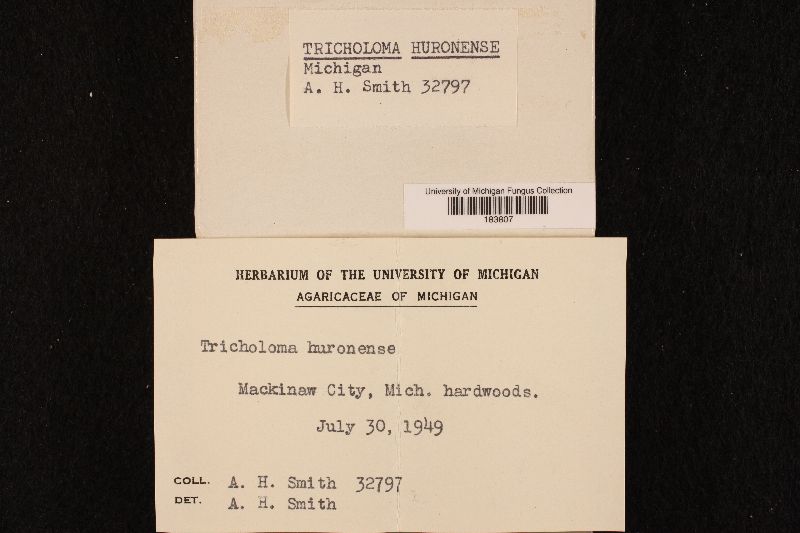 TRICHOLOMA HURONENSE
Michigan
A. H. Smith 32797
University of Michigan Fungus Collection
183807
HERBARIUM OF THE UNIVERSITY OF MICHIGAN
AGARICACEAE OF MICHIGAN
Tricholoma huronense
Mackinaw City, Mich. hardwoods.
July 30, 1949
COLL. A. H. Smith 32797
DET. A. H. Smith